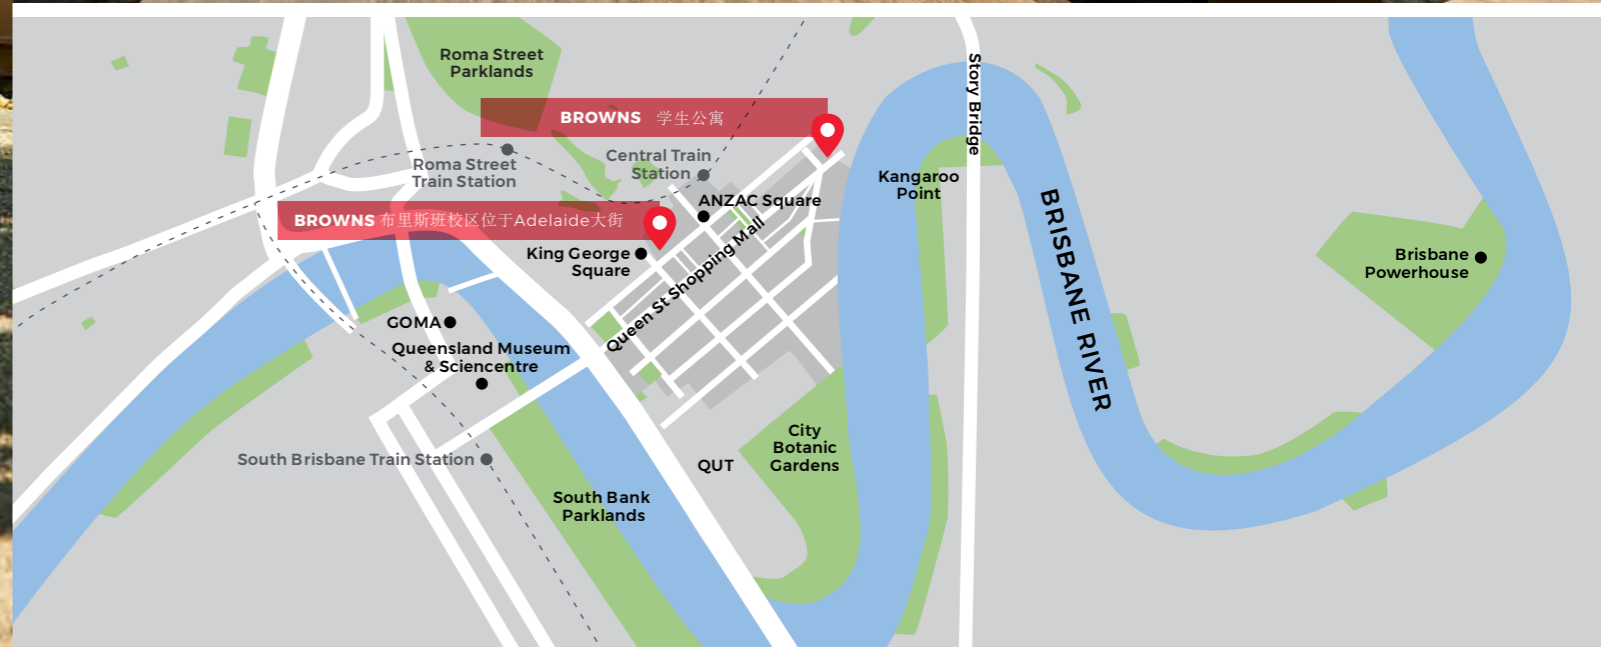 Roma Street
Parklands
Story Bridge
BROWNS 学生公寓
Roma Street
Train Station
Central Train
Station
Kangaroo
Point
ANZAC Square
BROWNS 布里斯班校区位于Adelaide大街
King George
Square
Queen St Shopping Mall
BRISBANE RIVER
Brisbane
Powerhouse
GOMA
Queensland Museum
& Sciencentre
South Brisbane Train Station
City
Botanic
Gardens
QUT
South Bank
Parklands